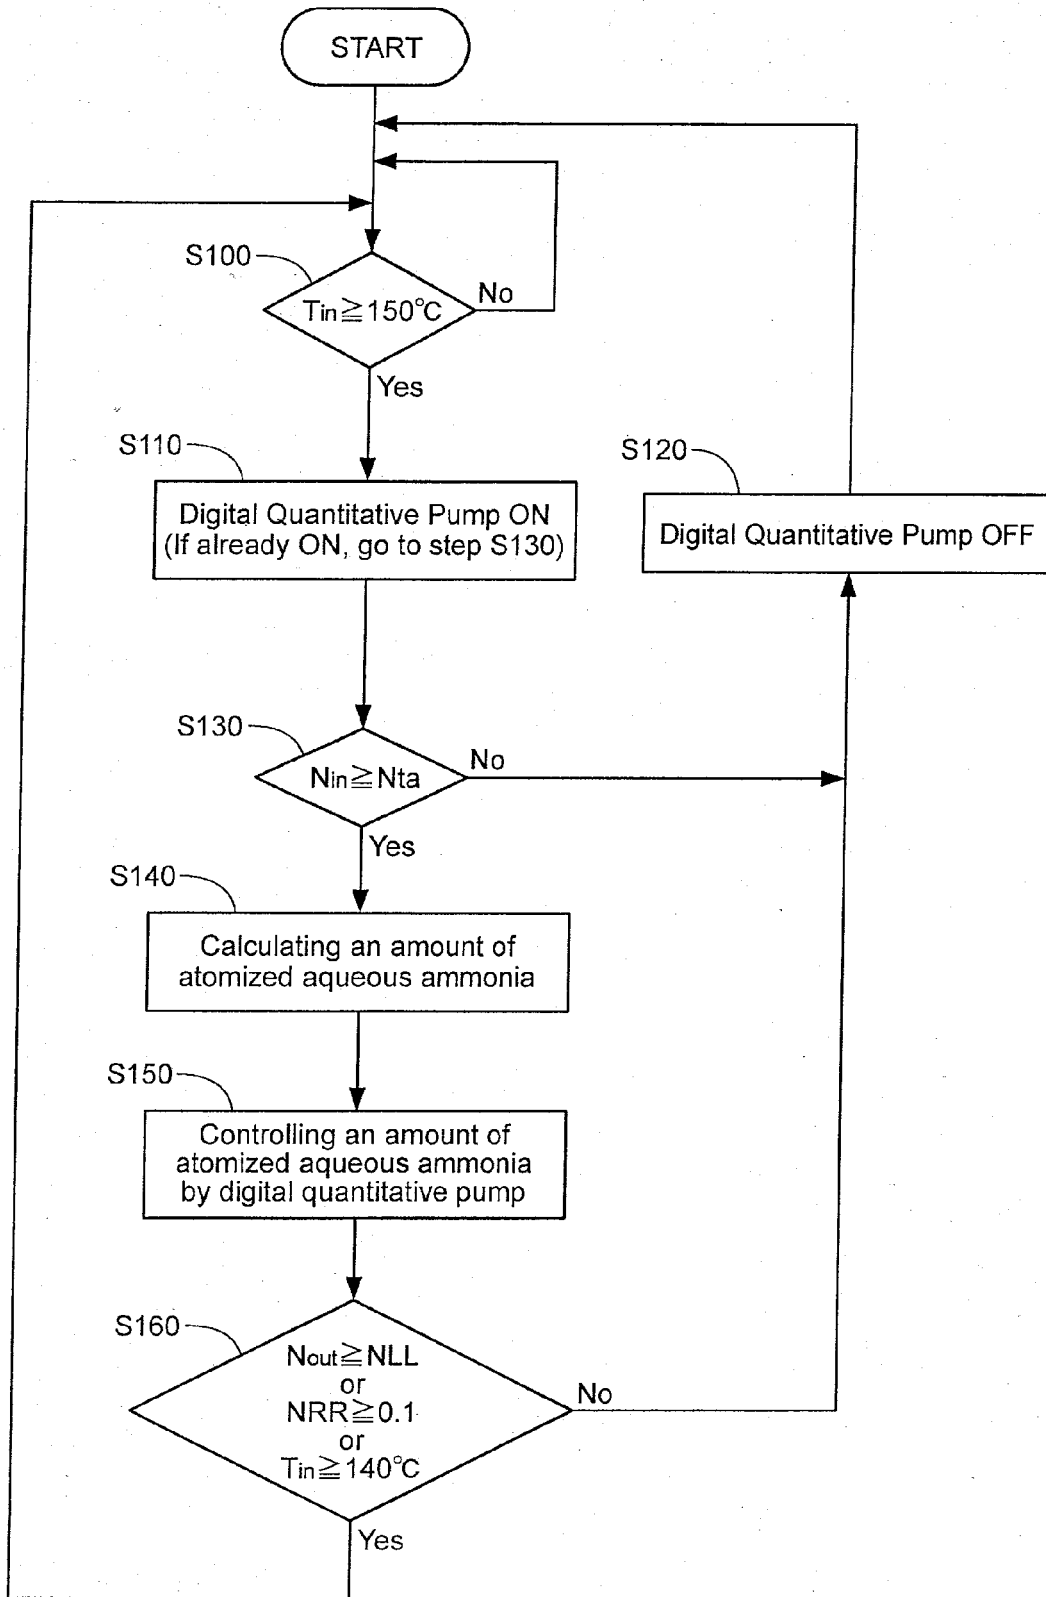 START
S100
Tin≧150℃
No
Yes
S110
Digital Quantitative Pump ON
(If already ON, go to step S130)
S120
Digital Quantitative Pump OFF
S130
Nin≧Nta
No
Yes
S140
Calculating an amount of
atomized aqueous ammonia
S150
Controlling an amount of
atomized aqueous ammonia
by digital quantitative pump
S160
Nout≧NLL
or
NRR≧0.1
or
Tin≧140℃
No
Yes